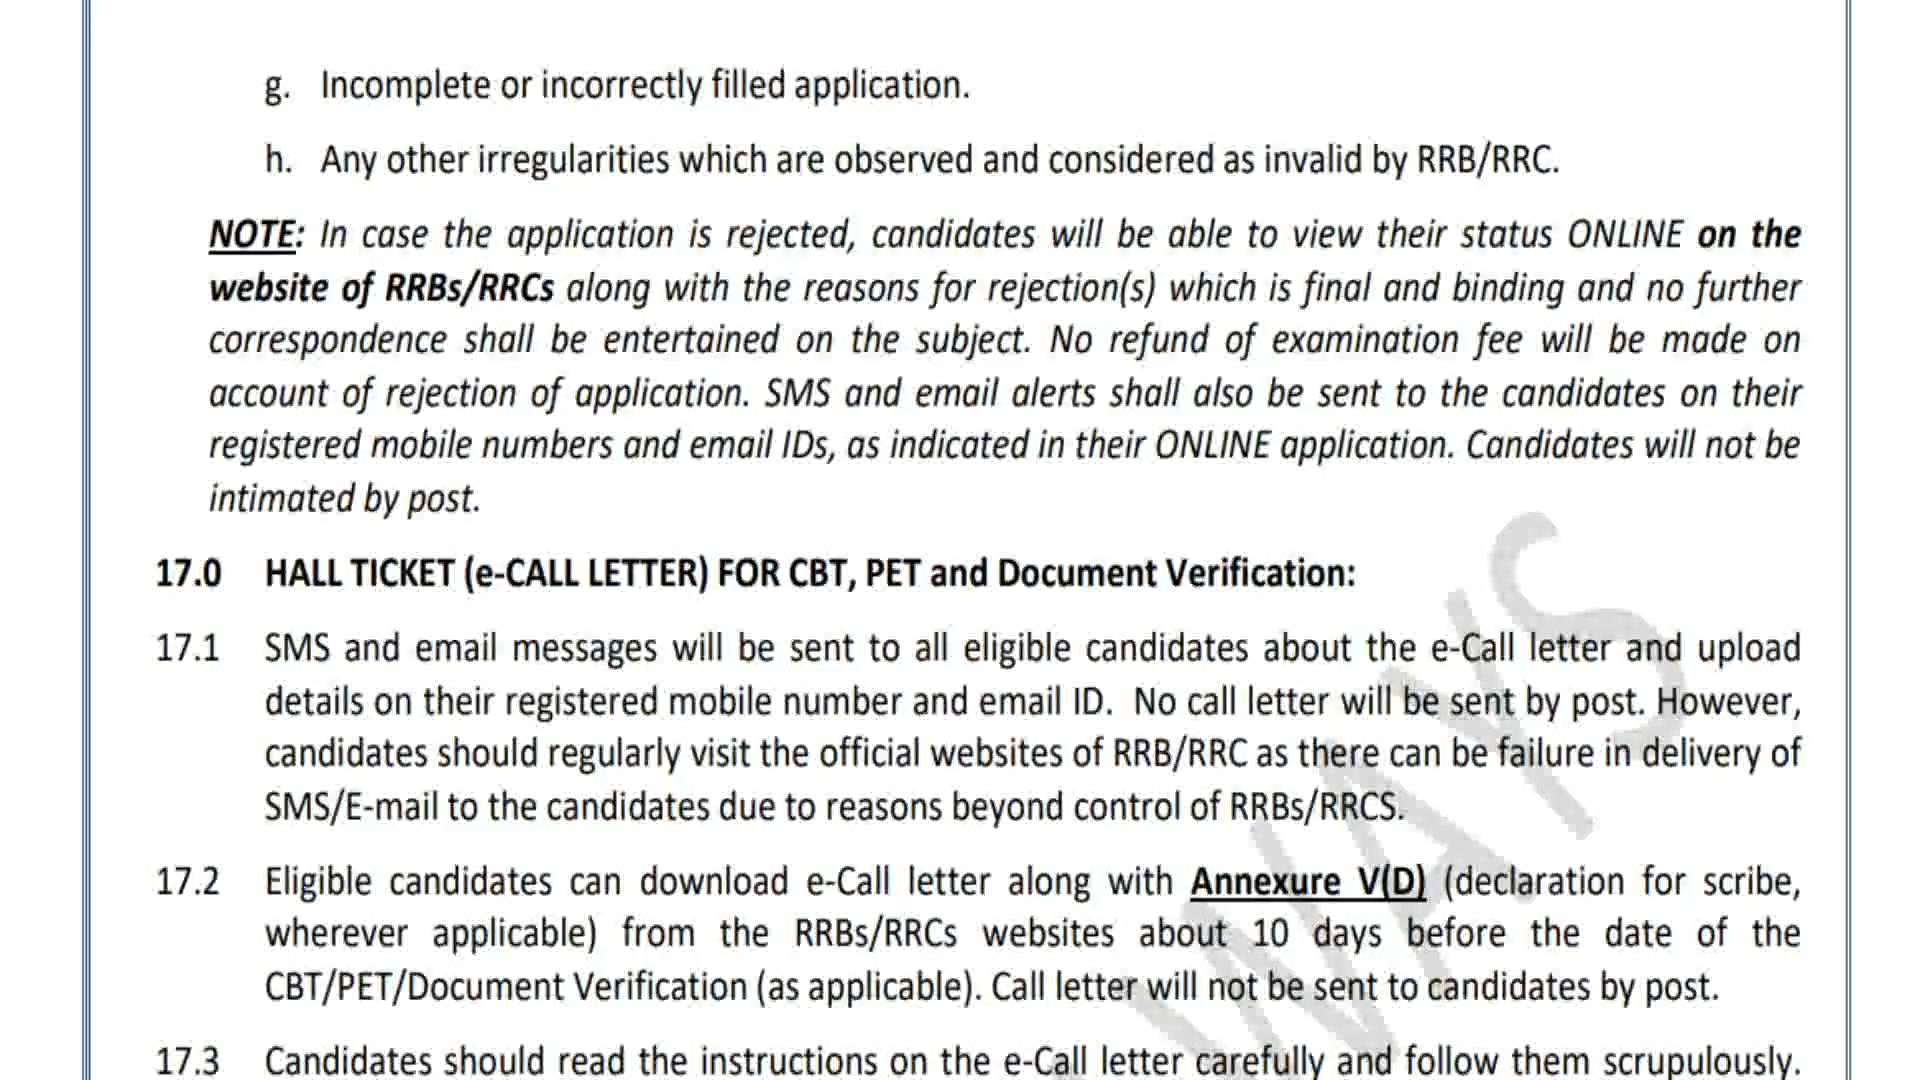 g. Incomplete or incorrectly filled application.
h. Any other irregularities which are observed and considered as invalid by RRB/RRC.
NOTE: In case the application is rejected, candidates will be able to view their status ONLINE on the
website of RRBs/RRCs along with the reasons for rejection(s) which is final and binding and no further
correspondence shall be entertained on the subject. No refund of examination fee will be made on
account of rejection of application. SMS and email alerts shall also be sent to the candidates on their
registered mobile numbers and email IDs, as indicated in their ONLINE application. Candidates will not be
intimated by post.
17.0 HALL TICKET (e-CALL LETTER) FOR CBT, PET and Document Verification:
17.1 SMS and email messages will be sent to all eligible candidates about the e-Call letter and upload
details on their registered mobile number and email ID. No call letter will be sent by post. However,
candidates should regularly visit the official websites of RRB/RRC as there can be failure in delivery of
SMS/E-mail to the candidates due to reasons beyond control of RRBs/RRCS.
17.2 Eligible candidates can download e-Call letter along with Annexure V(D) (declaration for scribe,
wherever applicable) from the RRBs/RRCs websites about 10 days before the date of the
CBT/PET/Document Verification (as applicable). Call letter will not be sent to candidates by post.
17.3 Candidates should read the instructions on the e-Call letter carefully and follow them scrupulously.
WAYS